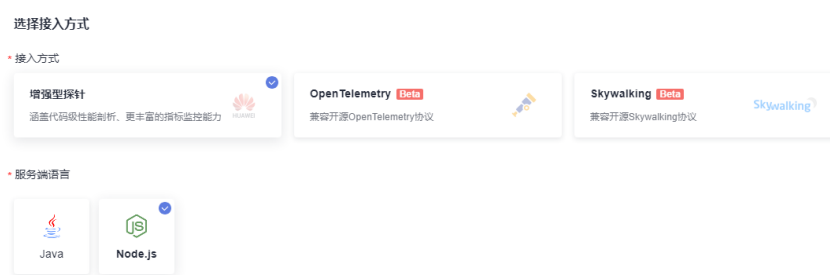 选择接入方式
* 接入方式
增强型探针
涵盖代码级性能剖析、更丰富的指标监控能力
HUAWEI
OpenTelemetry Beta
兼容开源OpenTelemetry协议
Skywalking Beta
兼容开源Skywalking协议
Skywalking
* 服务端语言
Java
JS
Node.js